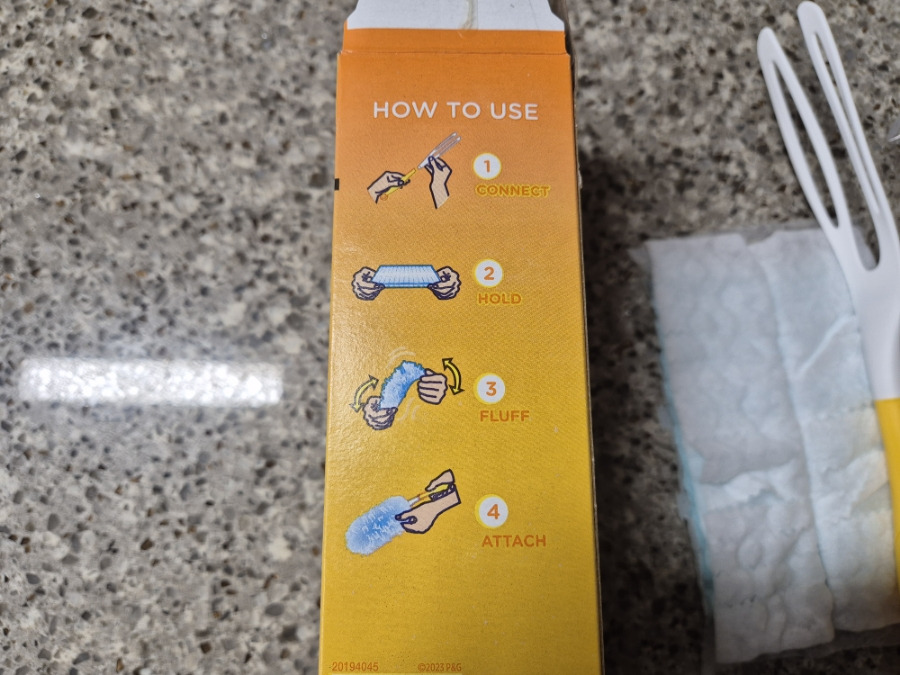 HOW TO USE
1
CONNECT
2
HOLD
3
FLUFF
4
ATTACH
20194045 ©2023 P&G